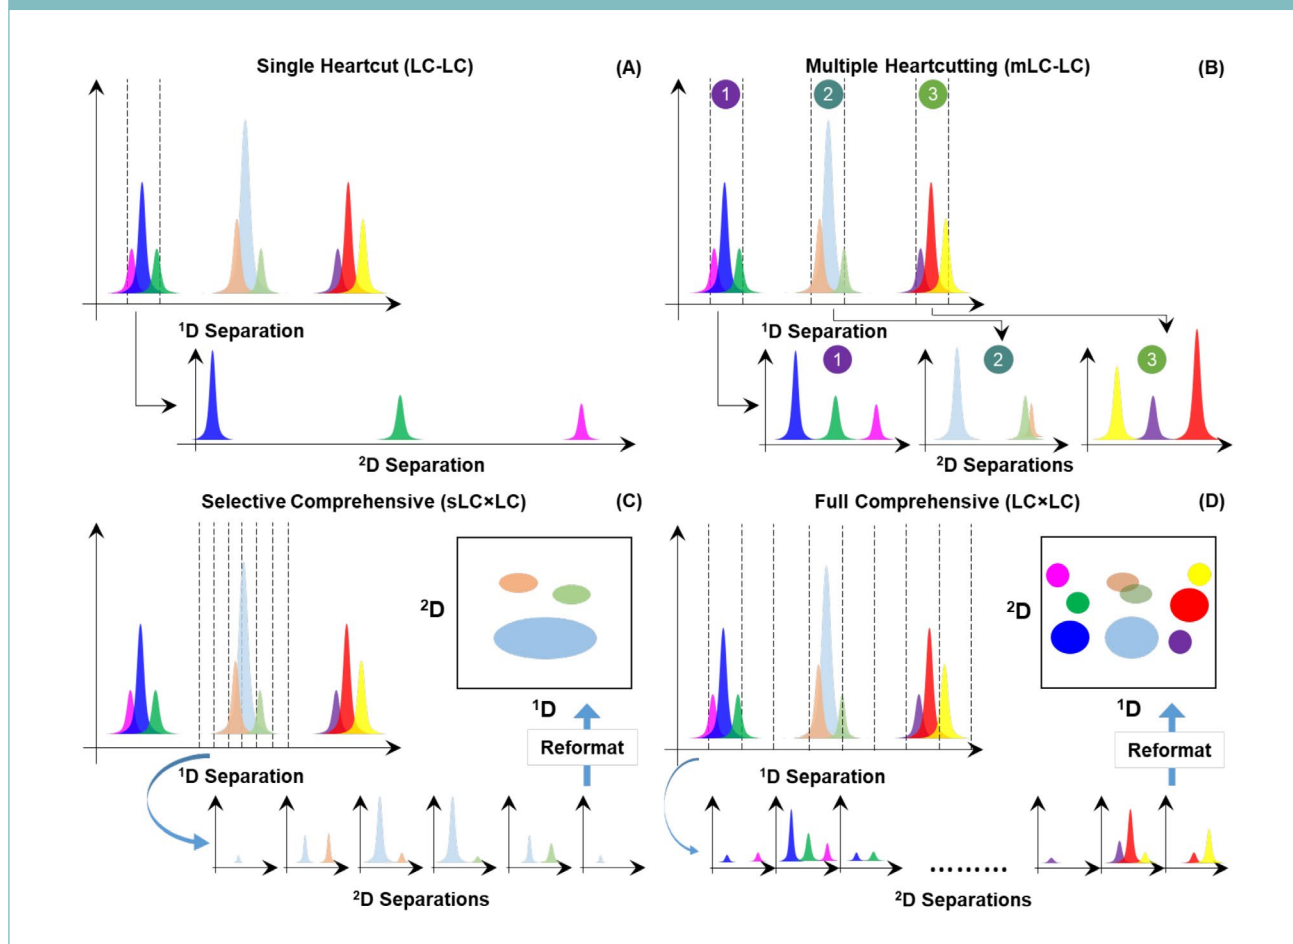 Single Heartcut (LC-LC)
(A)
¹D Separation
²D Separation
Multiple Heartcutting (mLC-LC)
(B)
1
2
3
¹D Separation
1
2
3
²D Separations
Selective Comprehensive (sLC×LC)
(C)
²D
¹D
Reformat
¹D Separation
²D Separations
Full Comprehensive (LC×LC)
(D)
²D
¹D
Reformat
¹D Separation
.........
²D Separations